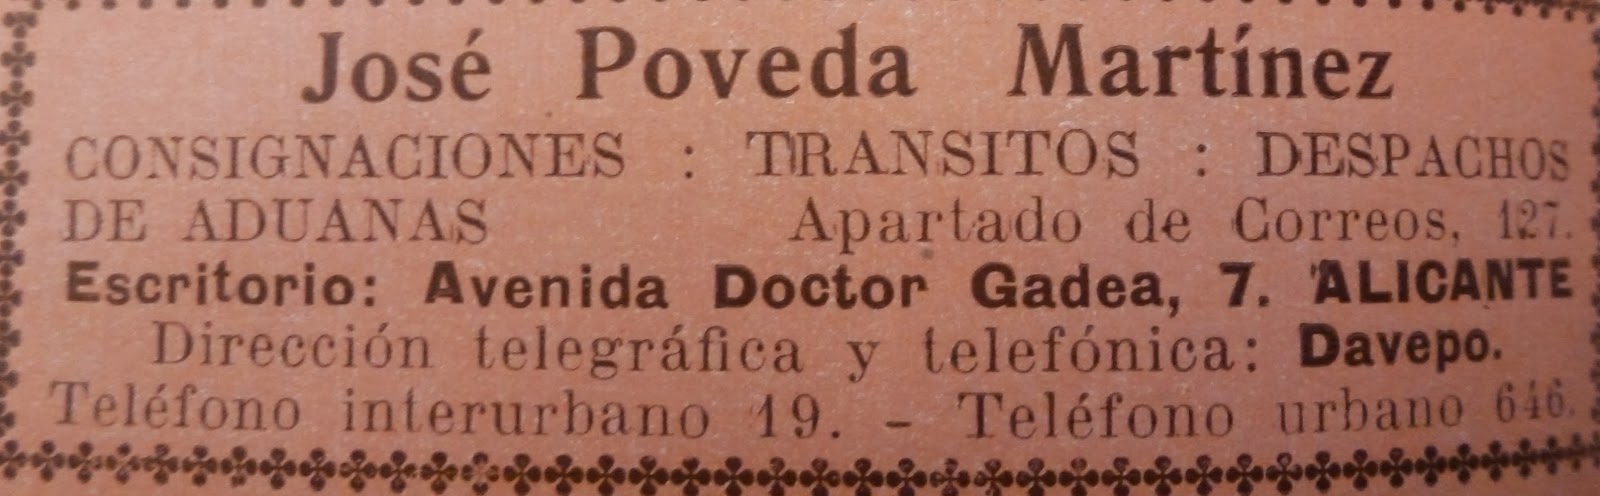 José Poveda Martínez
CONSIGNACIONES : TRANSITOS : DESPACHOS
DE ADUANAS Apartado de Correos, 127.
Escritorio: Avenida Doctor Gadea, 7. ALICANTE
Dirección telegráfica y telefónica: Davepo.
Teléfono interurbano 19. - Teléfono urbano 646.